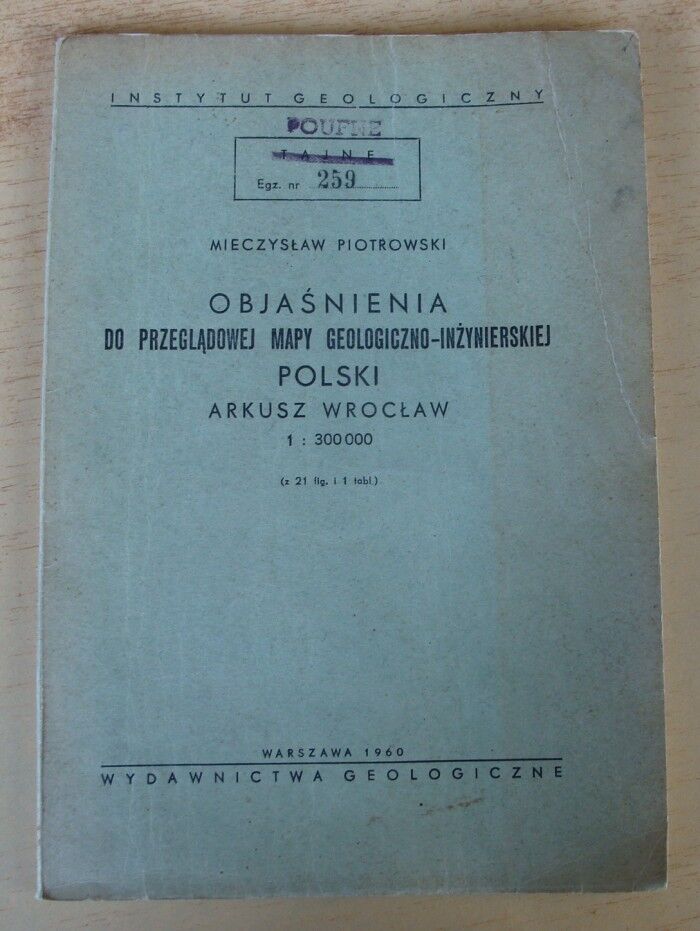 INSTYTUT GEOLOGICZNY
POUFNE
TAJNE
Egz. nr 259
MIECZYSŁAW PIOTROWSKI
OBJAŚNIENIA
DO PRZEGLĄDOWEJ MAPY GEOLOGICZNO-INŻYNIERSKIEJ
POLSKI
ARKUSZ WROCŁAW
1 : 300 000
(z 21 fig. i 1 tabl.)
WARSZAWA 1960
WYDAWNICTWA GEOLOGICZNE